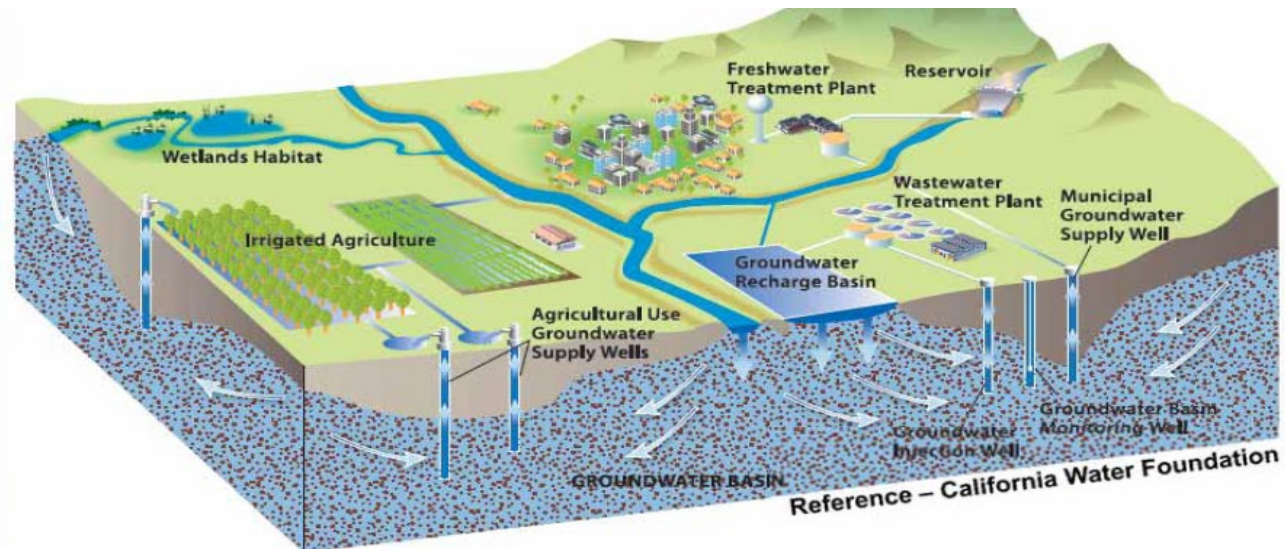 Freshwater
Treatment Plant
Reservoir
Wetlands Habitat
Wastewater
Treatment Plant
Municipal
Groundwater
Supply Well
Irrigated Agriculture
Groundwater
Recharge Basin
Agricultural Use
Groundwater
Supply Wells
Groundwater
Injection Well
Groundwater Basin
Monitoring Well
GROUNDWATER BASIN
Reference – California Water Foundation